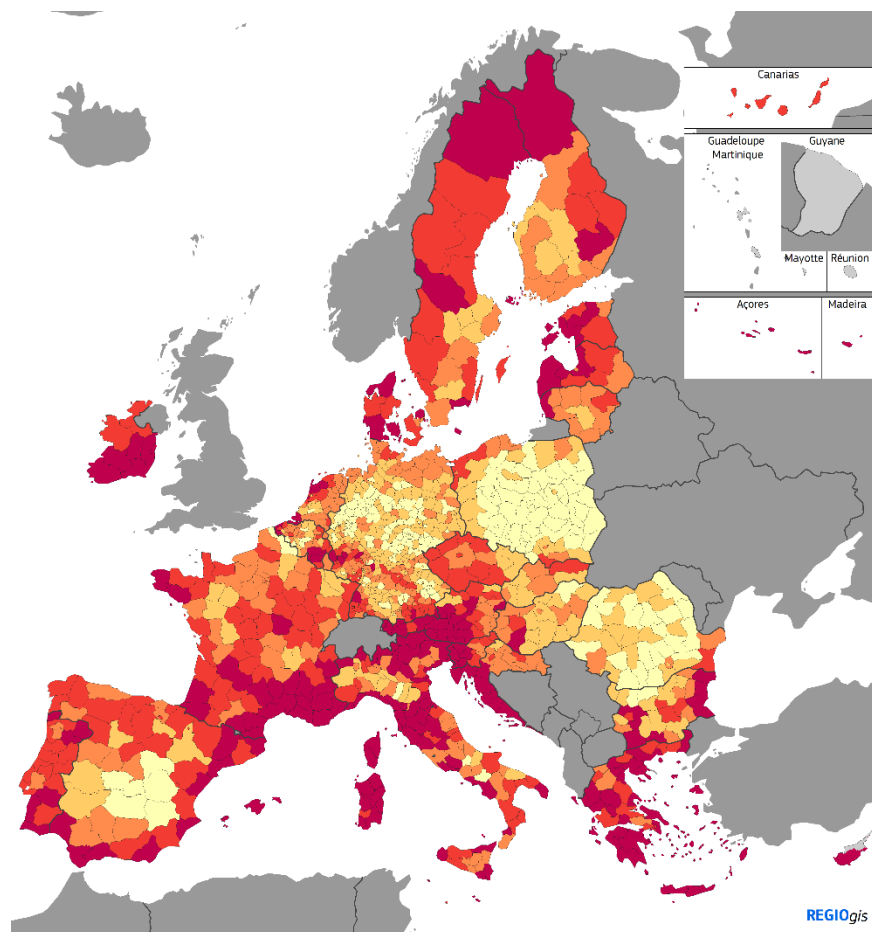 Canarias
Guadeloupe
Martinique
Guyane
Mayotte
Réunion
Açores
Madeira
REGIOgis